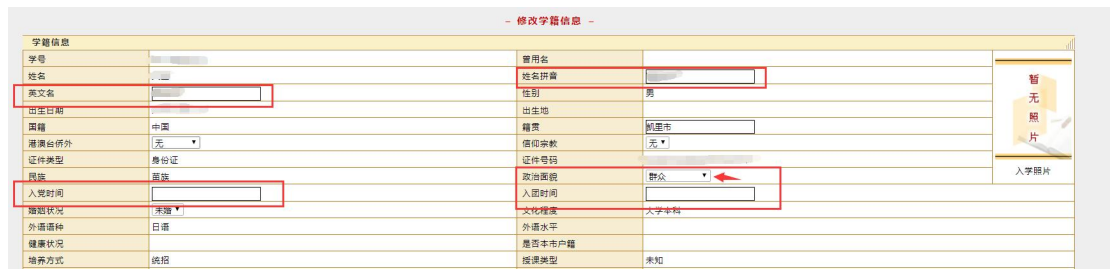 - 修改学籍信息 -
学籍信息
学号 曾用名
姓名 姓名拼音
英文名 性别 男
出生日期 出生地
国籍 中国 籍贯 凯里市
港澳台侨外 无 信仰宗教 无
证件类型 身份证 证件号码
民族 苗族 政治面貌 群众
入党时间 入团时间
婚姻状况 未婚 文化程度 大学本科
外语语种 日语 外语水平
健康状况 是否本市户籍
培养方式 统招 授课类型 未知
暂
无
照
片
入学照片